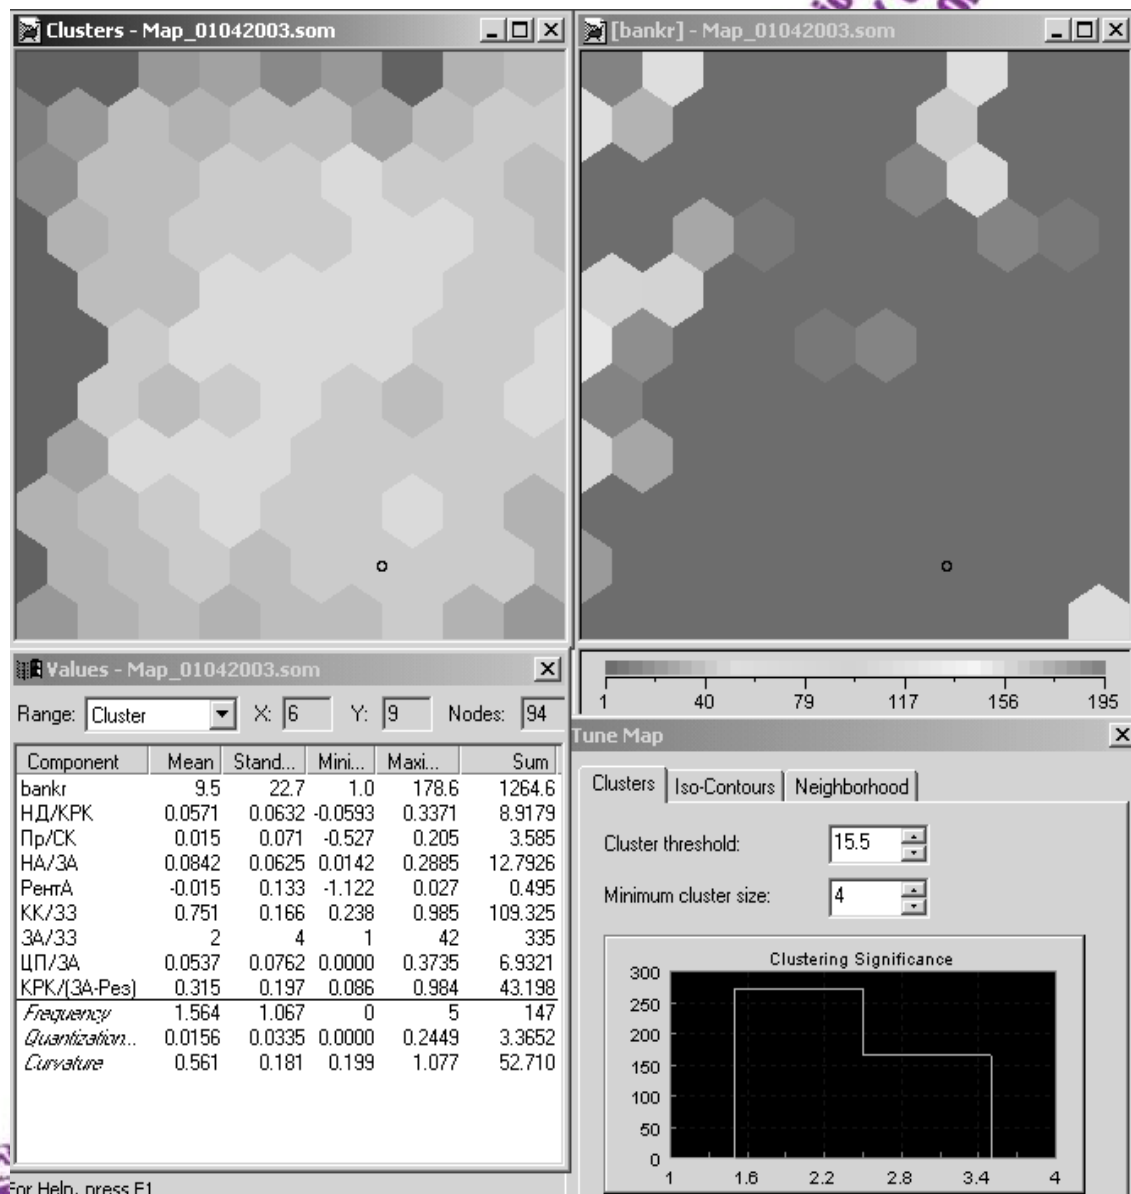 Clusters - Map_01042003.som
[bankr] - Map_01042003.som
1 40 79 117 156 195
Values - Map_01042003.som
Range: Cluster X: 6 Y: 9 Nodes: 94
Component Mean Stand... Mini... Maxi... Sum
bankr 9.5 22.7 1.0 178.6 1264.6
НД/КРК 0.0571 0.0632 -0.0593 0.3371 8.9179
Пр/СК 0.015 0.071 -0.527 0.205 3.585
НА/ЗА 0.0842 0.0625 0.0142 0.2885 12.7926
РентА -0.015 0.133 -1.122 0.027 0.495
КК/ЗЗ 0.751 0.166 0.238 0.985 109.325
ЗА/ЗЗ 2 4 1 42 335
ЦП/ЗА 0.0537 0.0762 0.0000 0.3735 6.9321
КРК/(ЗА-Рез) 0.315 0.197 0.086 0.984 43.198
Frequency 1.564 1.067 0 5 147
Quantization... 0.0156 0.0335 0.0000 0.2449 3.3652
Curvature 0.561 0.181 0.199 1.077 52.710
For Help, press F1
Tune Map
Clusters Iso-Contours Neighborhood
Cluster threshold: 15.5
Minimum cluster size: 4
Clustering Significance
300
250
200
150
100
50
0
1 1.6 2.2 2.8 3.4 4